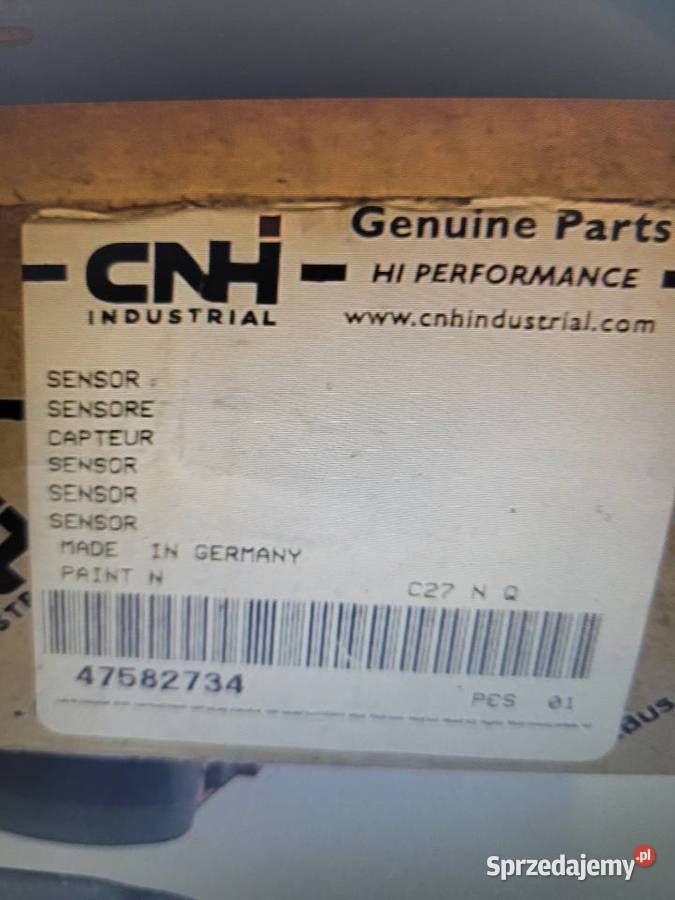 CNH
INDUSTRIAL
Genuine Parts
HI PERFORMANCE
www.cnhindustrial.com
SENSOR
SENSORE
CAPTEUR
SENSOR
SENSOR
SENSOR
MADE IN GERMANY
PAINT N
C27 N Q
47582734
PCS 01
Sprzedajemy.pl